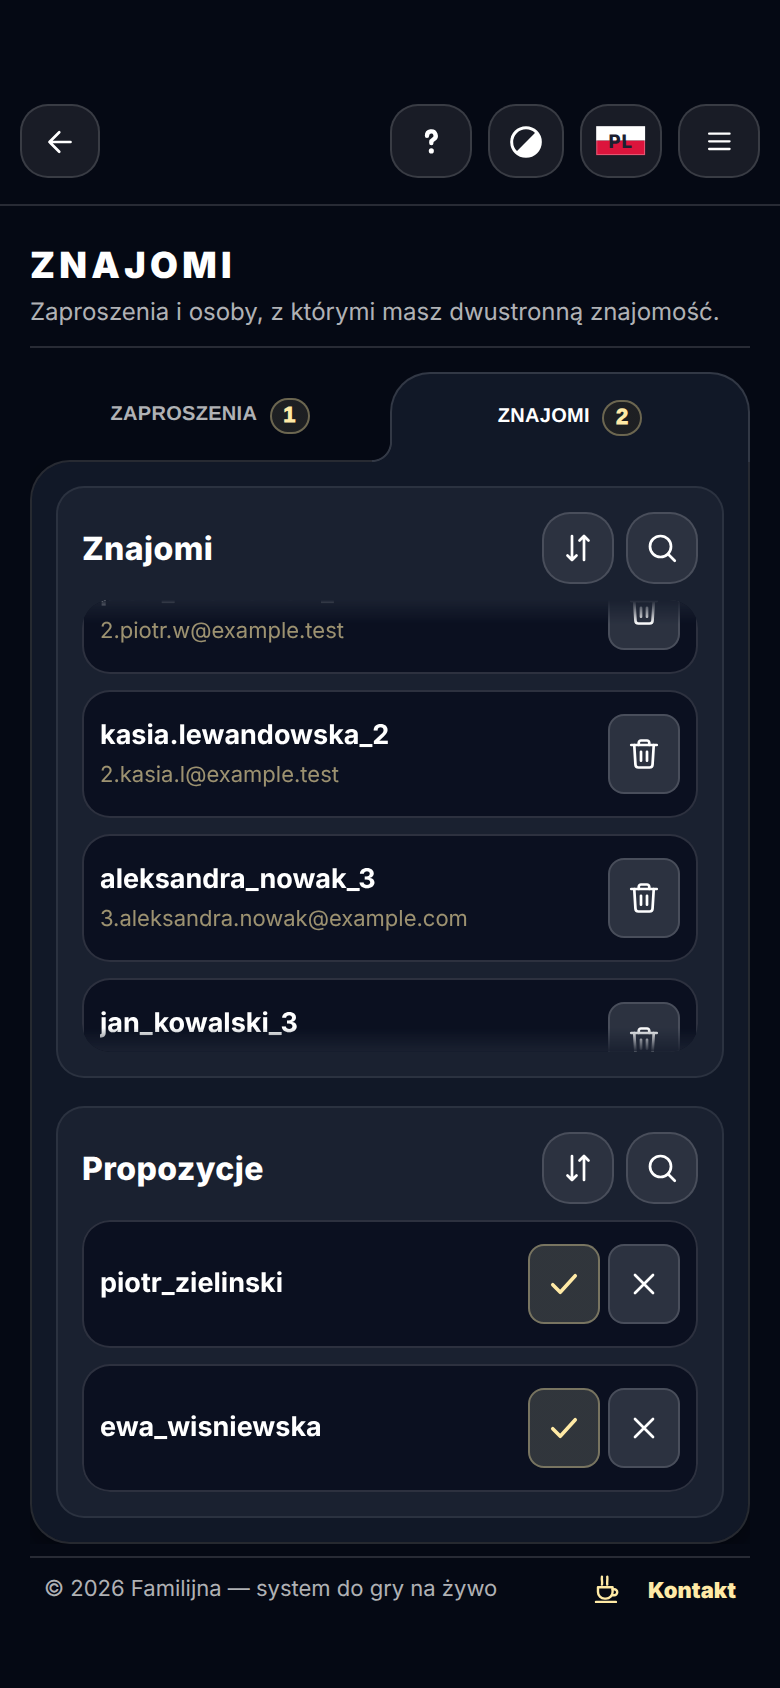 ?
PL
ZNAJOMI
Zaproszenia i osoby, z którymi masz dwustronną znajomość.
ZAPROSZENIA 1
ZNAJOMI 2
Znajomi
2.piotr.w@example.test
kasia.lewandowska_2
2.kasia.l@example.test
aleksandra_nowak_3
3.aleksandra.nowak@example.com
jan_kowalski_3
Propozycje
piotr_zielinski
ewa_wisniewska
© 2026 Familijna — system do gry na żywo
Kontakt